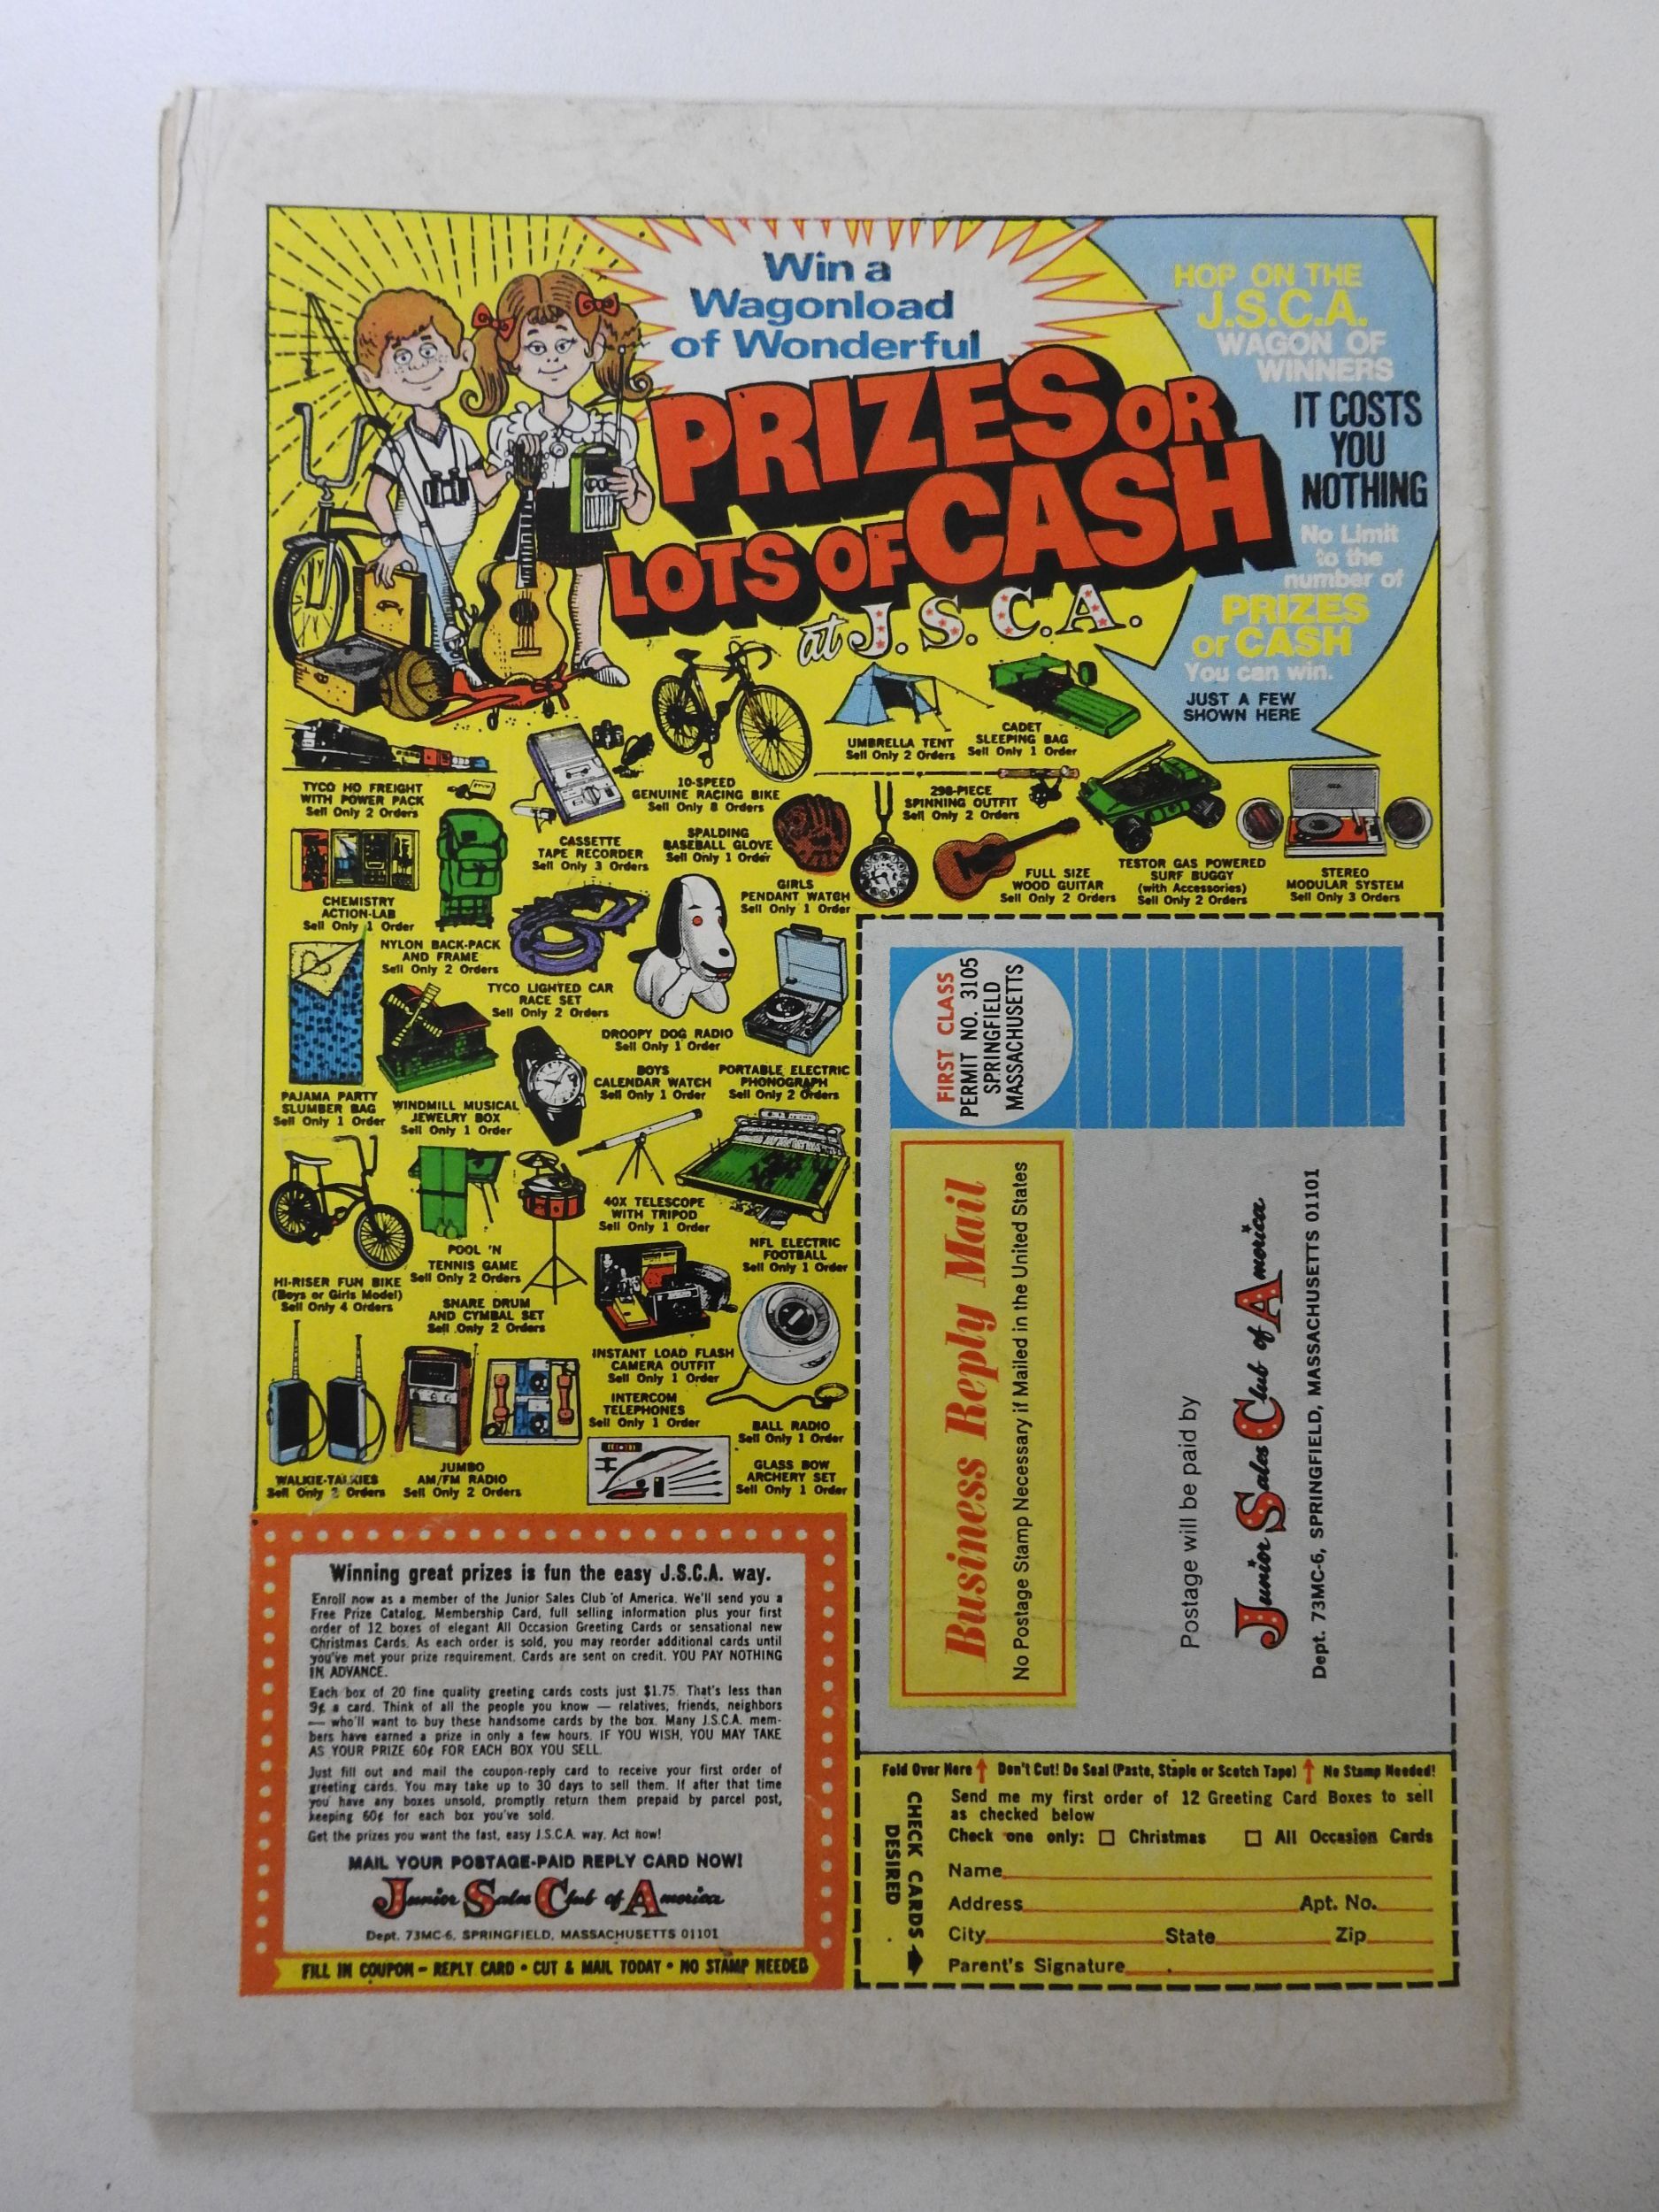 Win a
Wagonload
of Wonderful
PRIZES OR
LOTS OF CASH
at J.S.C.A.
HOP ON THE
J.S.C.A.
WAGON OF
WINNERS
IT COSTS
YOU
NOTHING
No Limit
to the
number of
PRIZES
or CASH
You can win.
JUST A FEW
SHOWN HERE
TYCO HO FREIGHT
WITH POWER PACK
Sell Only 2 Orders
CASSETTE
TAPE RECORDER
Sell Only 3 Orders
10-SPEED
GENUINE RACING BIKE
Sell Only 8 Orders
UMBRELLA TENT
Sell Only 2 Orders
CADET
SLEEPING BAG
Sell Only 1 Order
298-PIECE
SPINNING OUTFIT
Sell Only 2 Orders
SPALDING
BASEBALL GLOVE
Sell Only 1 Order
GIRLS
PENDANT WATCH
Sell Only 1 Order
FULL SIZE
WOOD GUITAR
Sell Only 2 Orders
TESTOR GAS POWERED
SURF BUGGY
(with Accessories)
Sell Only 2 Orders
STEREO
MODULAR SYSTEM
Sell Only 3 Orders
CHEMISTRY
ACTION-LAB
Sell Only 1 Order
NYLON BACK-PACK
AND FRAME
Sell Only 2 Orders
TYCO LIGHTED CAR
RACE SET
Sell Only 2 Orders
DROOPY DOG RADIO
Sell Only 1 Order
BOYS
CALENDAR WATCH
Sell Only 1 Order
PORTABLE ELECTRIC
PHONOGRAPH
Sell Only 2 Orders
PAJAMA PARTY
SLUMBER BAG
Sell Only 1 Order
WINDMILL MUSICAL
JEWELRY BOX
Sell Only 1 Order
40X TELESCOPE
WITH TRIPOD
Sell Only 1 Order
NFL ELECTRIC
FOOTBALL
Sell Only 1 Order
HI-RISER FUN BIKE
(Boys or Girls Model)
Sell Only 4 Orders
POOL 'N
TENNIS GAME
Sell Only 2 Orders
SNARE DRUM
AND CYMBAL SET
Sell Only 2 Orders
INSTANT LOAD FLASH
CAMERA OUTFIT
Sell Only 1 Order
INTERCOM
TELEPHONES
Sell Only 1 Order
BALL RADIO
Sell Only 1 Order
WALKIE-TALKIES
Sell Only 2 Orders
JUMBO
AM/FM RADIO
Sell Only 2 Orders
GLASS BOW
ARCHERY SET
Sell Only 1 Order
Winning great prizes is fun the easy J.S.C.A. way.
Enroll now as a member of the Junior Sales Club of America. We'll send you a
Free Prize Catalog, Membership Card, full selling information plus your first
order of 12 boxes of elegant All Occasion Greeting Cards or sensational new
Christmas Cards. As each order is sold, you may reorder additional cards until
you've met your prize requirement. Cards are sent on credit. YOU PAY NOTHING
IN ADVANCE.
Each box of 20 fine quality greeting cards costs just $1.75. That's less than
9¢ a card. Think of all the people you know — relatives, friends, neighbors
— who'll want to buy these handsome cards by the box. Many J.S.C.A. mem-
bers have earned a prize in only a few hours. IF YOU WISH, YOU MAY TAKE
AS YOUR PRIZE 60¢ FOR EACH BOX YOU SELL.
Just fill out and mail the coupon-reply card to receive your first order of
greeting cards. You may take up to 30 days to sell them. If after that time
you have any boxes unsold, promptly return them prepaid by parcel post,
keeping 60¢ for each box you've sold.
Get the prizes you want the fast, easy J.S.C.A. way. Act now!
MAIL YOUR POSTAGE-PAID REPLY CARD NOW!
Junior Sales Club of America
Dept. 73MC-6, SPRINGFIELD, MASSACHUSETTS 01101
FILL IN COUPON – REPLY CARD • CUT & MAIL TODAY • NO STAMP NEEDED
FIRST CLASS
PERMIT NO. 3105
SPRINGFIELD
MASSACHUSETTS
Business Reply Mail
No Postage Stamp Necessary if Mailed in the United States
Postage will be paid by
Junior Sales Club of America
Dept. 73MC-6, SPRINGFIELD, MASSACHUSETTS 01101
Fold Over Here ↑ Don't Cut! Do Seal (Paste, Staple or Scotch Tape) ↑ No Stamp Needed!
CHECK CARDS
DESIRED
Send me my first order of 12 Greeting Card Boxes to sell
as checked below
Check one only: □ Christmas □ All Occasion Cards
Name
Address Apt. No.
City State Zip
Parent's Signature